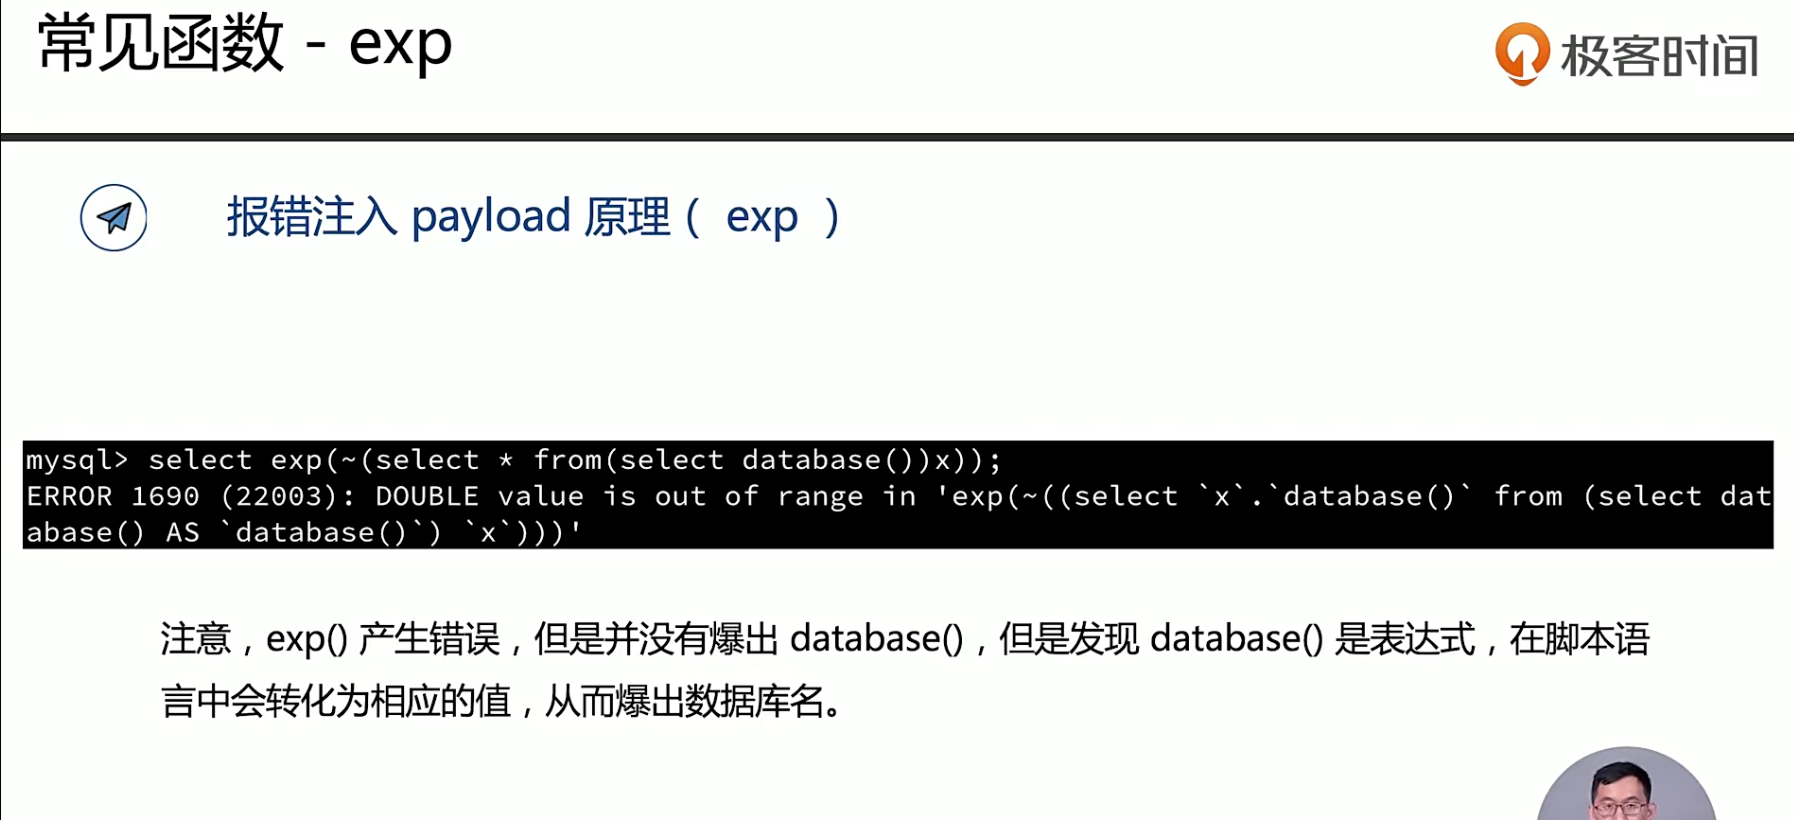 常见函数 - exp
极客时间
报错注入 payload 原理（ exp ）
mysql> select exp(~(select * from(select database())x));
ERROR 1690 (22003): DOUBLE value is out of range in 'exp(~((select `x`.`database()` from (select dat
abase() AS `database()`) `x`)))'
注意，exp() 产生错误，但是并没有爆出 database()，但是发现 database() 是表达式，在脚本语
言中会转化为相应的值，从而爆出数据库名。